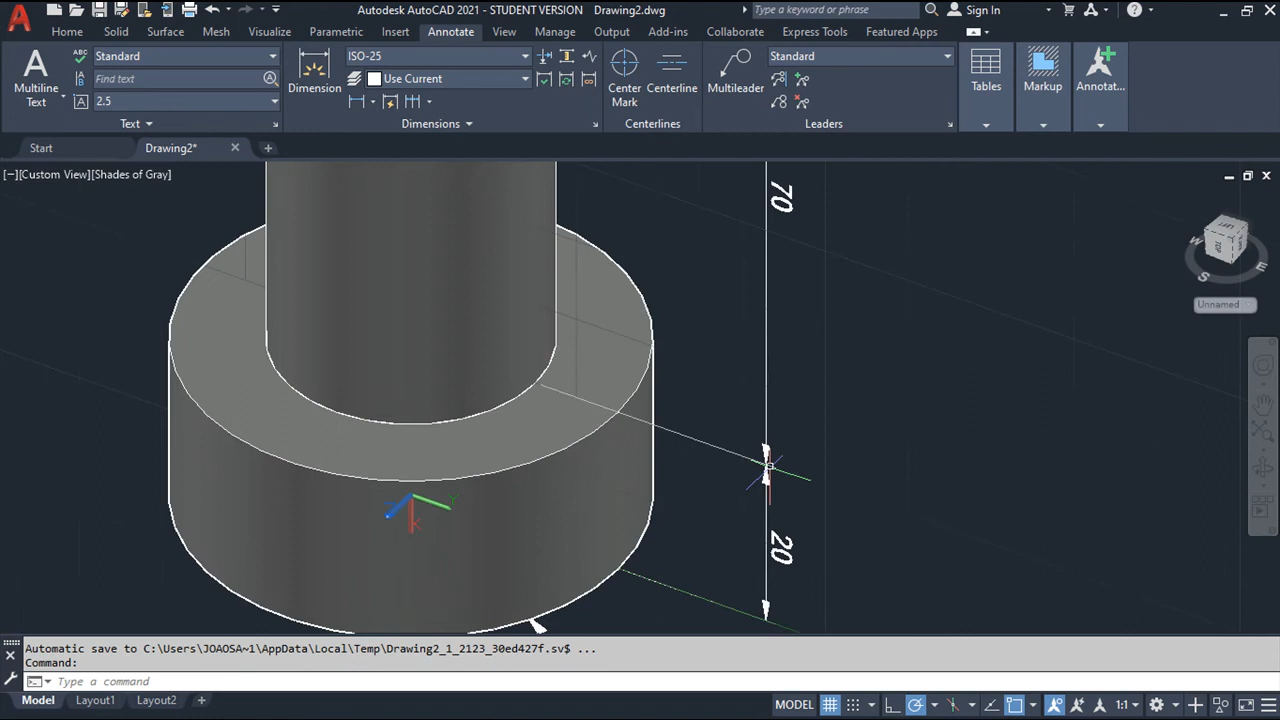 Autodesk AutoCAD 2021 - STUDENT VERSION Drawing2.dwg
Type a keyword or phrase
Sign In
Home Solid Surface Mesh Visualize Parametric Insert Annotate View Manage Output Add-ins Collaborate Express Tools Featured Apps
Standard
Find text
2.5
Multiline
Text
Text
Dimension
ISO-25
Use Current
Dimensions
Center
Mark
Centerline
Centerlines
Multileader
Standard
Leaders
Tables
Markup
Annotat...
Start
Drawing2*
[−][Custom View][Shades of Gray]
70
20
Y
X
W
S
E
TOP
LEFT
Unnamed
Automatic save to C:\Users\JOAOSA~1\AppData\Local\Temp\Drawing2_1_2123_30ed427f.sv$ ...
Command:
Type a command
Model
Layout1
Layout2
MODEL
1:1